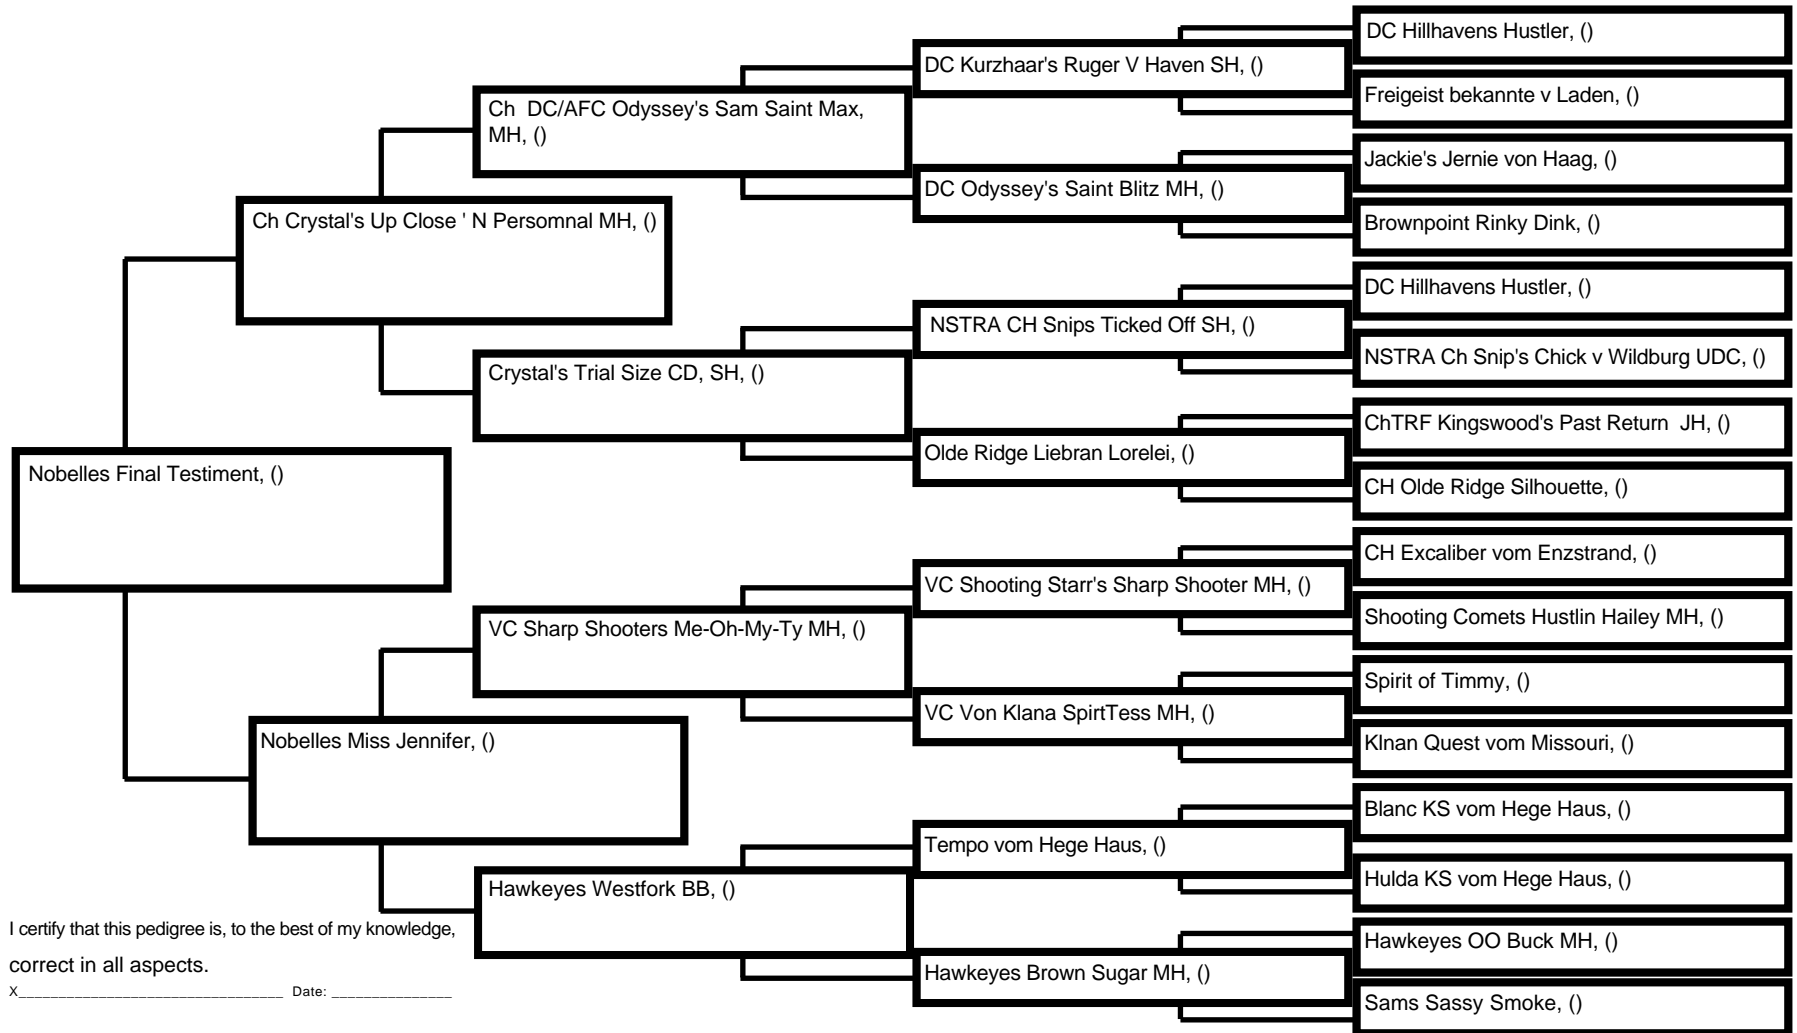 DC Hillhavens Hustler, ()
DC Kurzhaar's Ruger V Haven SH, ()
Freigeist bekannte v Laden, ()
Ch  DC/AFC Odyssey's Sam Saint Max,
MH, ()
Jackie's Jernie von Haag, ()
DC Odyssey's Saint Blitz MH, ()
Brownpoint Rinky Dink, ()
Ch Crystal's Up Close ' N Persomnal MH, ()
DC Hillhavens Hustler, ()
NSTRA CH Snips Ticked Off SH, ()
NSTRA Ch Snip's Chick v Wildburg UDC, ()
Crystal's Trial Size CD, SH, ()
ChTRF Kingswood's Past Return  JH, ()
Olde Ridge Liebran Lorelei, ()
CH Olde Ridge Silhouette, ()
Nobelles Final Testiment, ()
CH Excaliber vom Enzstrand, ()
VC Shooting Starr's Sharp Shooter MH, ()
Shooting Comets Hustlin Hailey MH, ()
VC Sharp Shooters Me-Oh-My-Ty MH, ()
Spirit of Timmy, ()
VC Von Klana SpirtTess MH, ()
Klnan Quest vom Missouri, ()
Nobelles Miss Jennifer, ()
Blanc KS vom Hege Haus, ()
Tempo vom Hege Haus, ()
Hulda KS vom Hege Haus, ()
Hawkeyes Westfork BB, ()
Hawkeyes OO Buck MH, ()
Hawkeyes Brown Sugar MH, ()
Sams Sassy Smoke, ()
I certify that this pedigree is, to the best of my knowledge,
correct in all aspects.
X_________________________________ Date: _______________